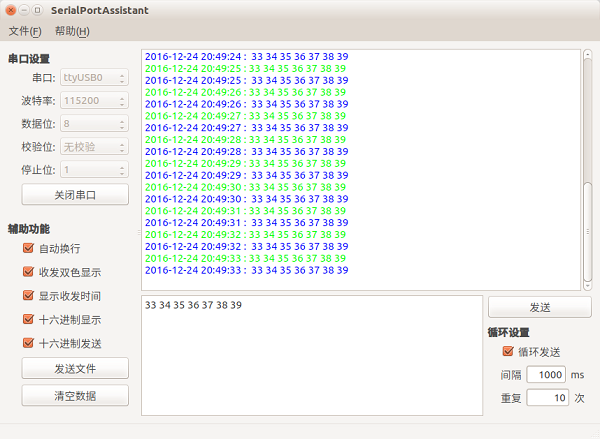 SerialPortAssistant
文件(F) 帮助(H)
串口设置
串口: ttyUSB0
波特率: 115200
数据位: 8
校验位: 无校验
停止位: 1
关闭串口
辅助功能
自动换行
收发双色显示
显示收发时间
十六进制显示
十六进制发送
发送文件
清空数据
2016-12-24 20:49:24 : 33 34 35 36 37 38 39
2016-12-24 20:49:25 : 33 34 35 36 37 38 39
2016-12-24 20:49:25 : 33 34 35 36 37 38 39
2016-12-24 20:49:26 : 33 34 35 36 37 38 39
2016-12-24 20:49:26 : 33 34 35 36 37 38 39
2016-12-24 20:49:27 : 33 34 35 36 37 38 39
2016-12-24 20:49:27 : 33 34 35 36 37 38 39
2016-12-24 20:49:28 : 33 34 35 36 37 38 39
2016-12-24 20:49:28 : 33 34 35 36 37 38 39
2016-12-24 20:49:29 : 33 34 35 36 37 38 39
2016-12-24 20:49:29 : 33 34 35 36 37 38 39
2016-12-24 20:49:30 : 33 34 35 36 37 38 39
2016-12-24 20:49:30 : 33 34 35 36 37 38 39
2016-12-24 20:49:31 : 33 34 35 36 37 38 39
2016-12-24 20:49:31 : 33 34 35 36 37 38 39
2016-12-24 20:49:32 : 33 34 35 36 37 38 39
2016-12-24 20:49:32 : 33 34 35 36 37 38 39
2016-12-24 20:49:33 : 33 34 35 36 37 38 39
2016-12-24 20:49:33 : 33 34 35 36 37 38 39
33 34 35 36 37 38 39
发送
循环设置
循环发送
间隔 1000 ms
重复 10 次